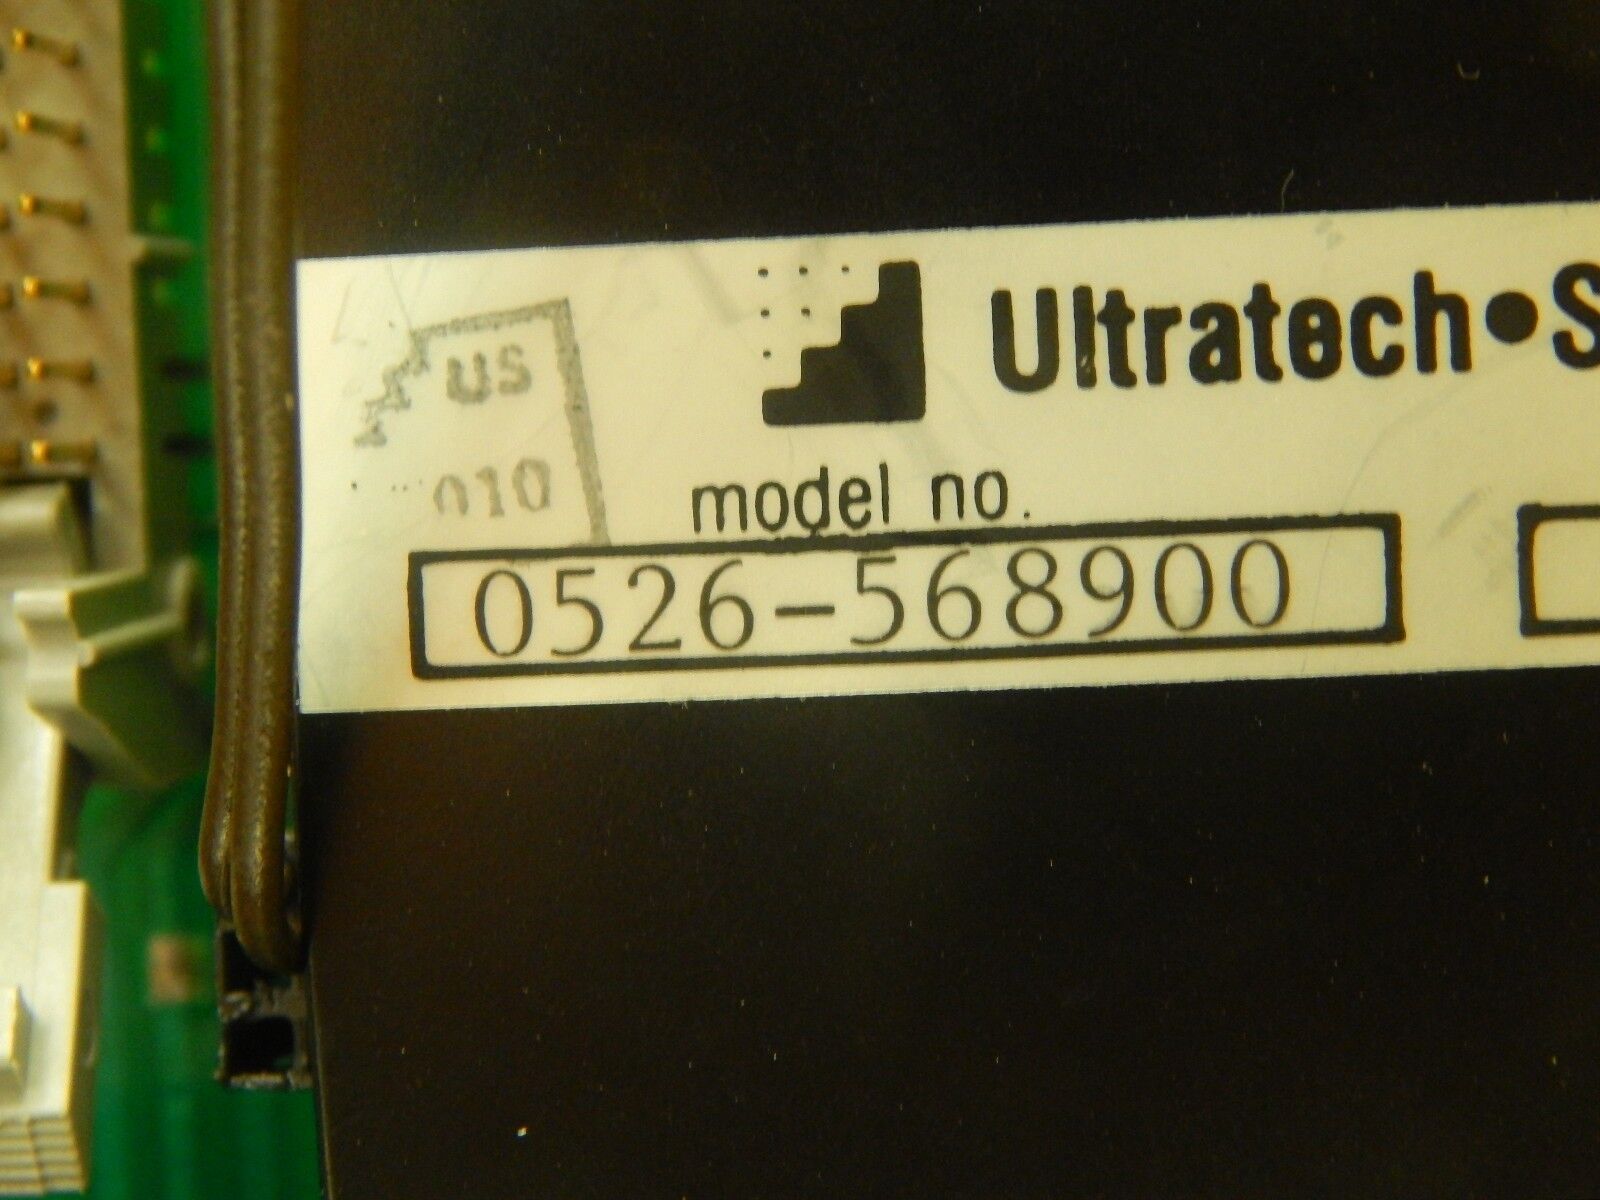 US
010
Ultratech•S
model no.
0526-568900